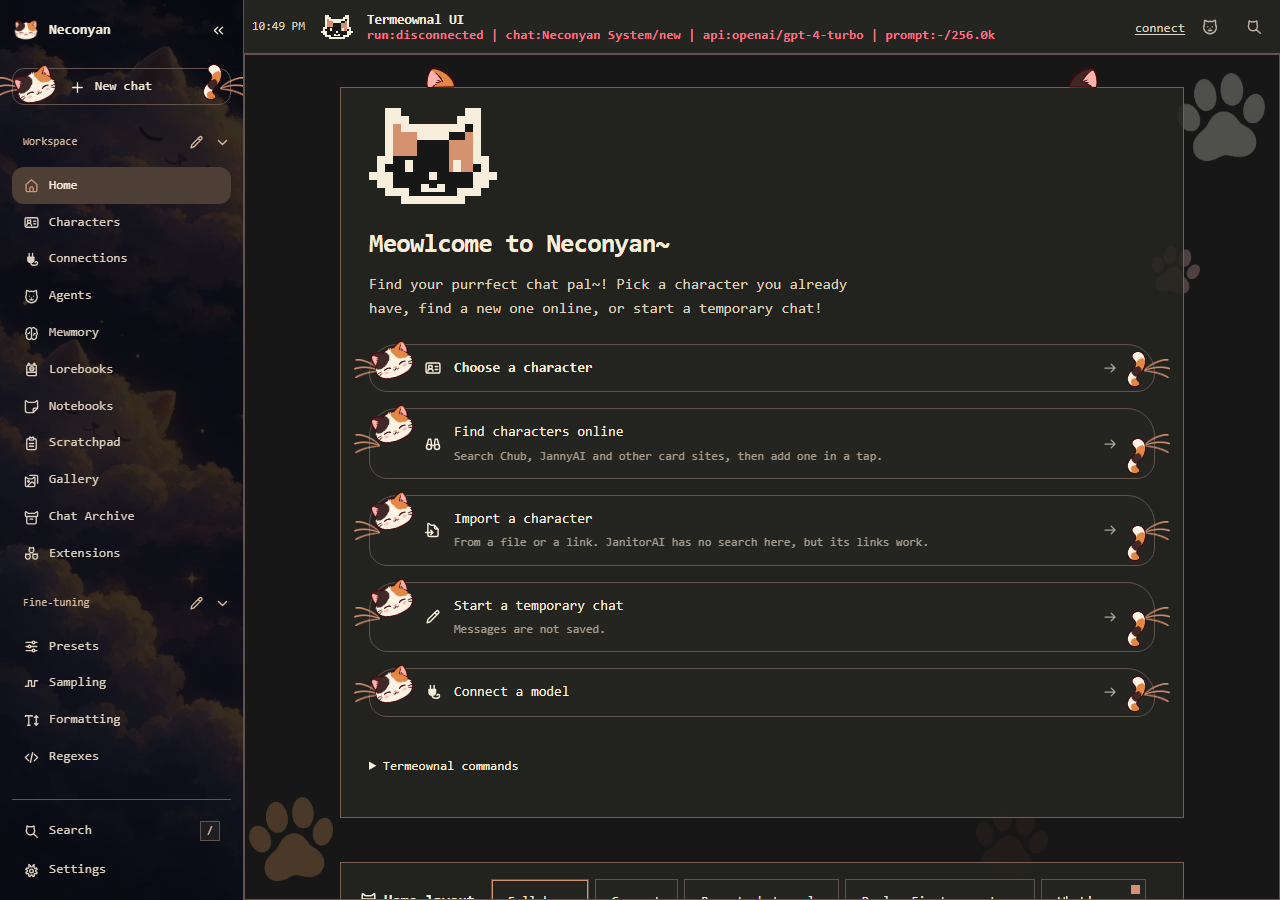 Neconyan
«
New chat
Workspace
Home
Characters
Connections
Agents
Mewmory
Lorebooks
Notebooks
Scratchpad
Gallery
Chat Archive
Extensions
Fine-tuning
Presets
Sampling
Formatting
Regexes
Search /
Settings
10:49 PM
Termeownal UI
run:disconnected | chat:Neconyan System/new | api:openai/gpt-4-turbo | prompt:-/256.0k
connect
Meowlcome to Neconyan~
Find your purrfect chat pal~! Pick a character you already
have, find a new one online, or start a temporary chat!
Choose a character
Find characters online
Search Chub, JannyAI and other card sites, then add one in a tap.
Import a character
From a file or a link. JanitorAI has no search here, but its links work.
Start a temporary chat
Messages are not saved.
Connect a model
Termeownal commands